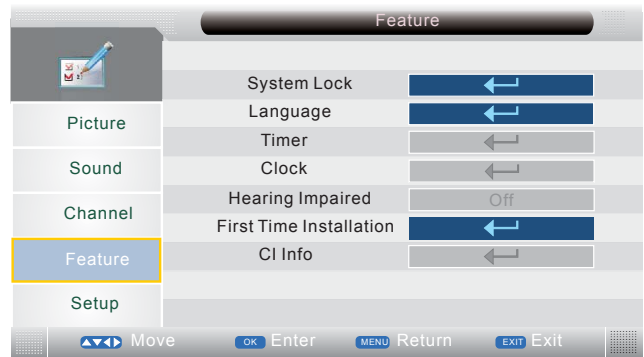 Feature
Picture
Sound
Channel
Feature
Setup
System Lock
Language
Timer
Clock
Hearing Impaired Off
First Time Installation
CI Info
Move OK Enter MENU Return EXIT Exit